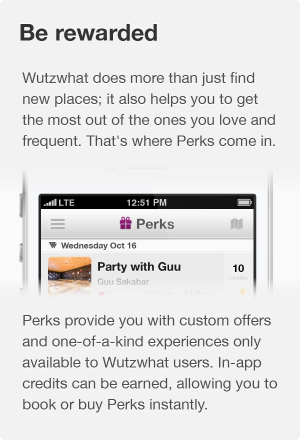 Be rewarded
Wutzwhat does more than just find
new places; it also helps you to get
the most out of the ones you love and
frequent. That's where Perks come in.
LTE 12:51 PM
Perks
Wednesday Oct 16
Party with Guu 10
Guu Sakabar Credits
Perks provide you with custom offers
and one-of-a-kind experiences only
available to Wutzwhat users. In-app
credits can be earned, allowing you to
book or buy Perks instantly.